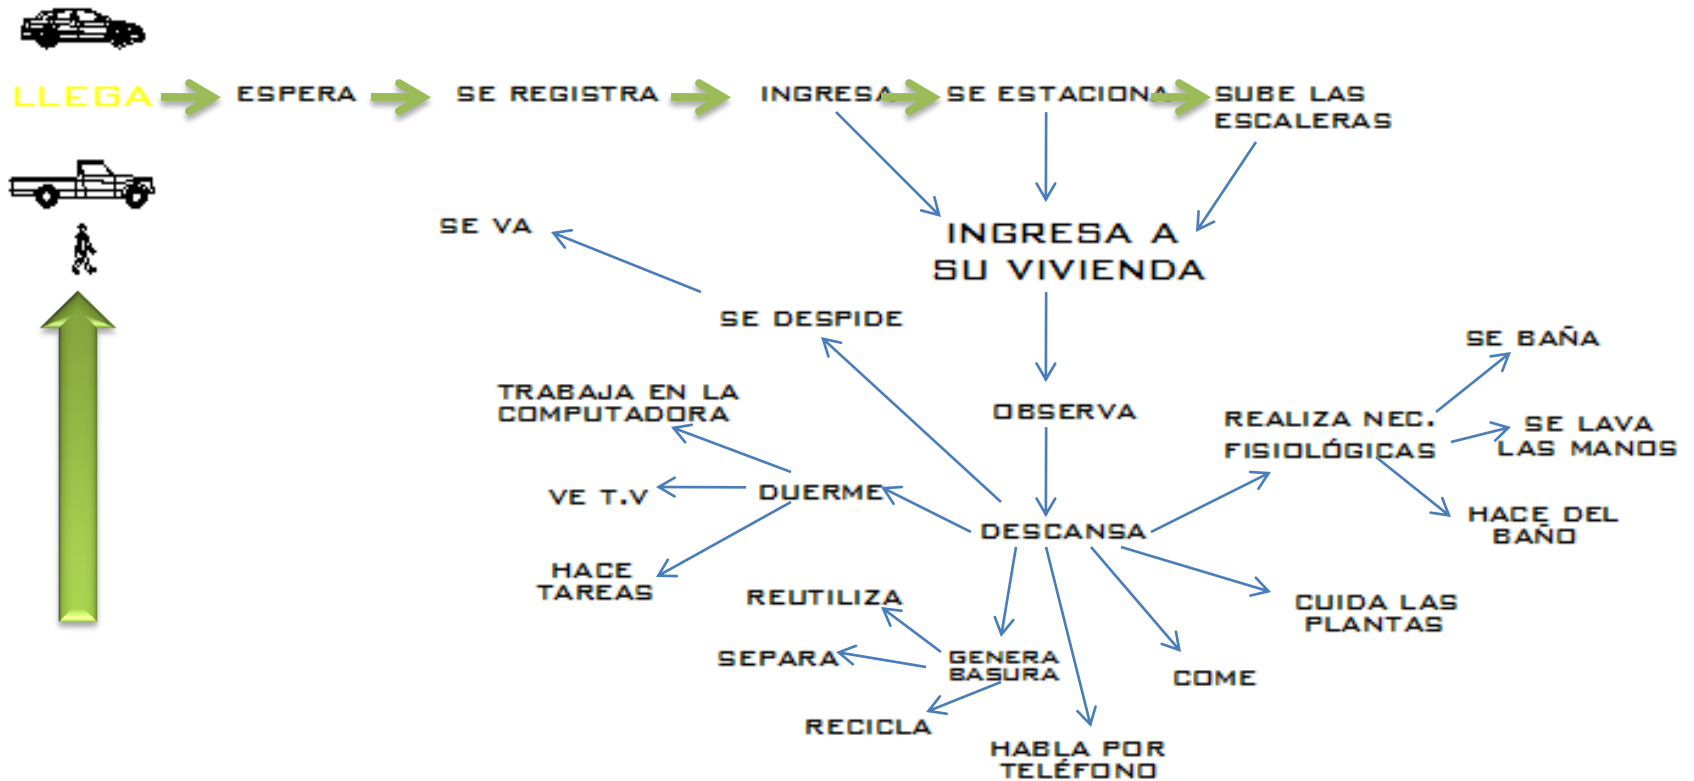 LLEGA
ESPERA
SE REGISTRA
INGRESA
SE ESTACIONA
SUBE LAS
ESCALERAS
SE VA
INGRESA A
SU VIVIENDA
SE DESPIDE
SE BAÑA
TRABAJA EN LA
COMPUTADORA
OBSERVA
REALIZA NEC.
FISIOLÓGICAS
SE LAVA
LAS MANOS
VE T.V
DUERME
DESCANSA
HACE DEL
BAÑO
HACE
TAREAS
REUTILIZA
CUIDA LAS
PLANTAS
SEPARA
GENERA
BASURA
COME
RECICLA
HABLA POR
TELÉFONO